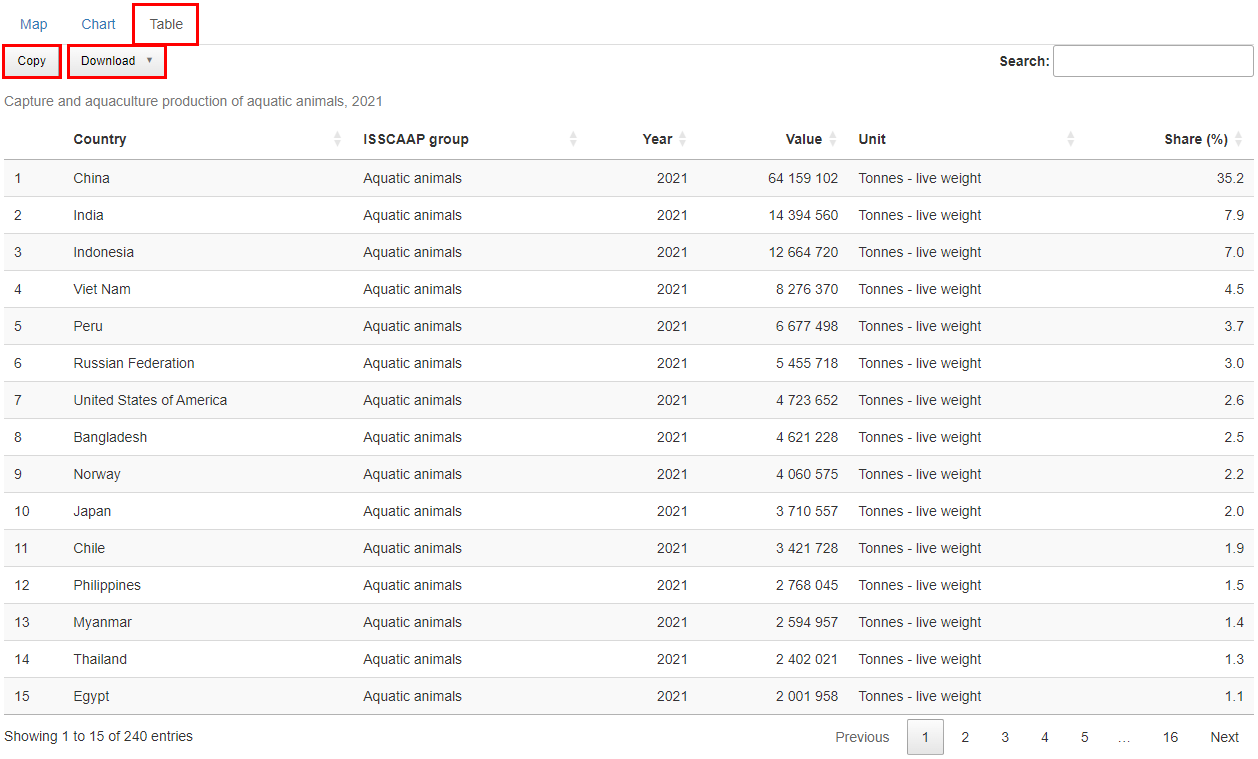 Map Chart Table
Copy Download ▼ Search:
Capture and aquaculture production of aquatic animals, 2021
Country ISSCAAP group Year Value Unit Share (%)
1 China Aquatic animals 2021 64 159 102 Tonnes - live weight 35.2
2 India Aquatic animals 2021 14 394 560 Tonnes - live weight 7.9
3 Indonesia Aquatic animals 2021 12 664 720 Tonnes - live weight 7.0
4 Viet Nam Aquatic animals 2021 8 276 370 Tonnes - live weight 4.5
5 Peru Aquatic animals 2021 6 677 498 Tonnes - live weight 3.7
6 Russian Federation Aquatic animals 2021 5 455 718 Tonnes - live weight 3.0
7 United States of America Aquatic animals 2021 4 723 652 Tonnes - live weight 2.6
8 Bangladesh Aquatic animals 2021 4 621 228 Tonnes - live weight 2.5
9 Norway Aquatic animals 2021 4 060 575 Tonnes - live weight 2.2
10 Japan Aquatic animals 2021 3 710 557 Tonnes - live weight 2.0
11 Chile Aquatic animals 2021 3 421 728 Tonnes - live weight 1.9
12 Philippines Aquatic animals 2021 2 768 045 Tonnes - live weight 1.5
13 Myanmar Aquatic animals 2021 2 594 957 Tonnes - live weight 1.4
14 Thailand Aquatic animals 2021 2 402 021 Tonnes - live weight 1.3
15 Egypt Aquatic animals 2021 2 001 958 Tonnes - live weight 1.1
Showing 1 to 15 of 240 entries Previous 1 2 3 4 5 … 16 Next